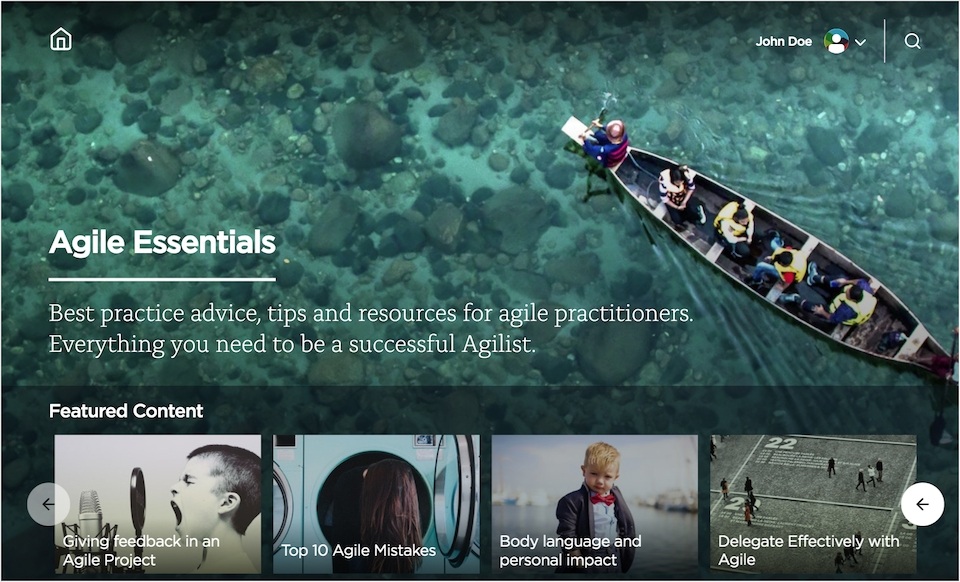 John Doe
Agile Essentials
Best practice advice, tips and resources for agile practitioners.
Everything you need to be a successful Agilist.
Featured Content
Giving feedback in an
Agile Project
Top 10 Agile Mistakes
Body language and
personal impact
22
Delegate Effectively with
Agile